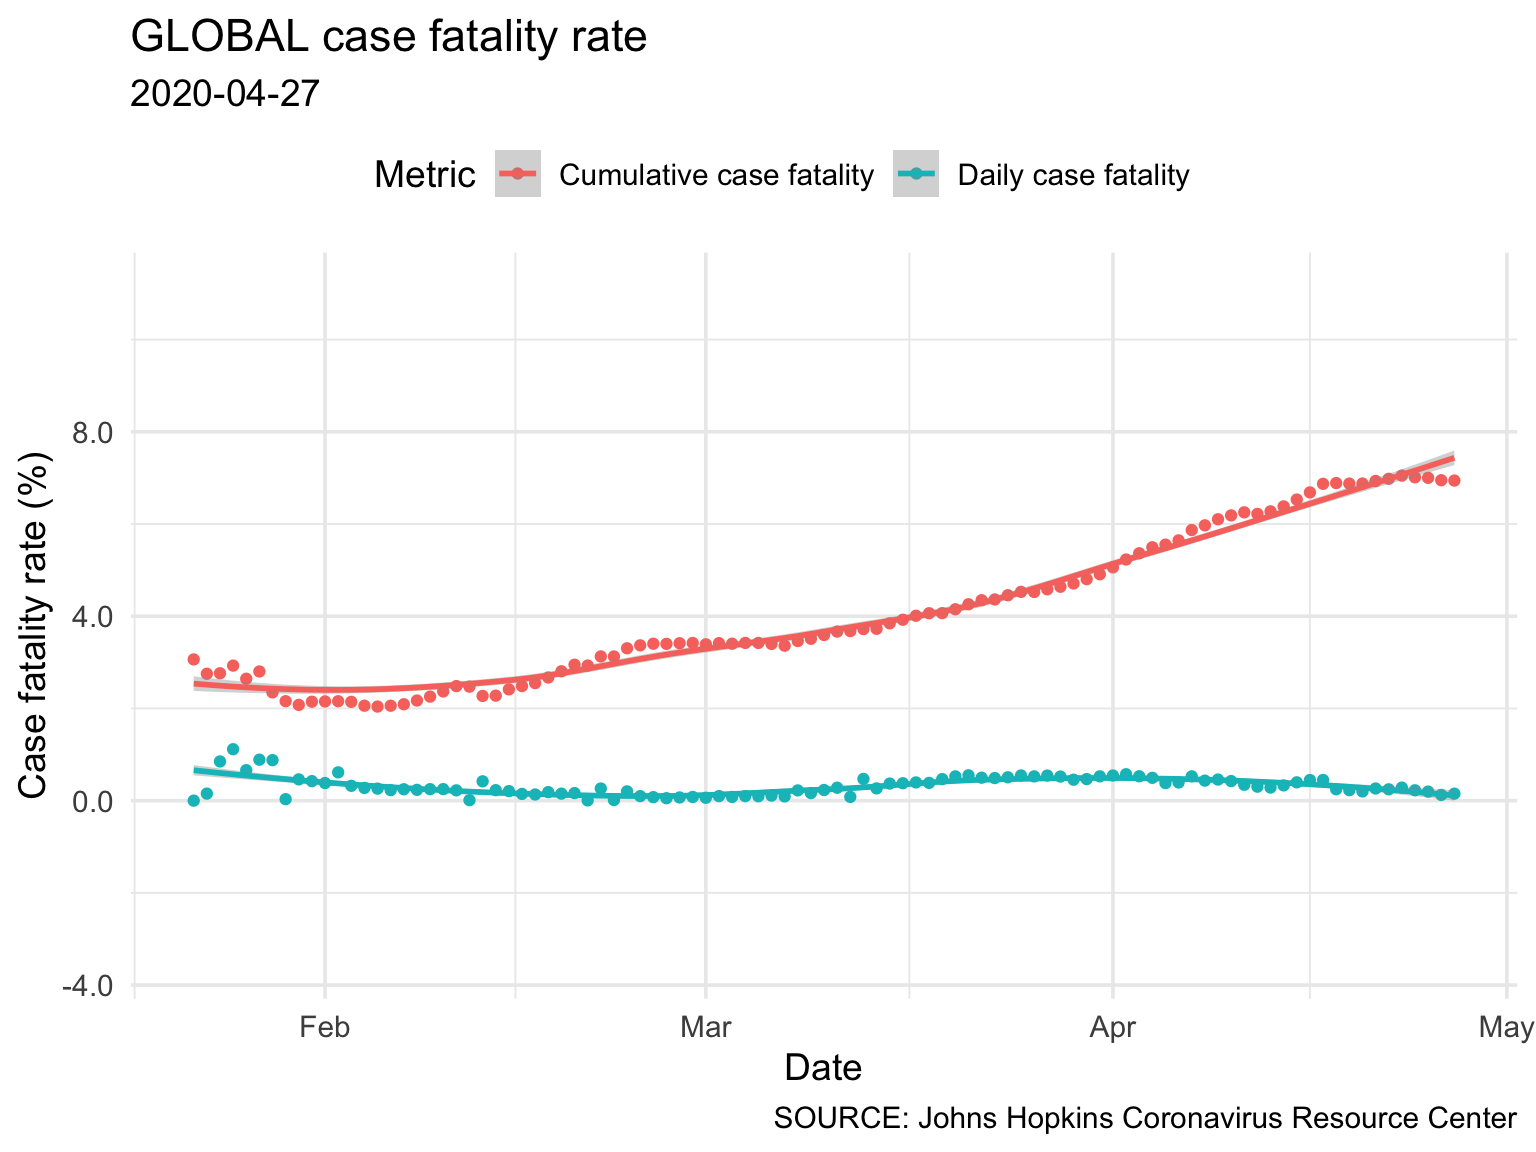 GLOBAL case fatality rate
2020-04-27
Metric Cumulative case fatality Daily case fatality
Case fatality rate (%)
8.0
4.0
0.0
-4.0
Feb Mar Apr May
Date
SOURCE: Johns Hopkins Coronavirus Resource Center